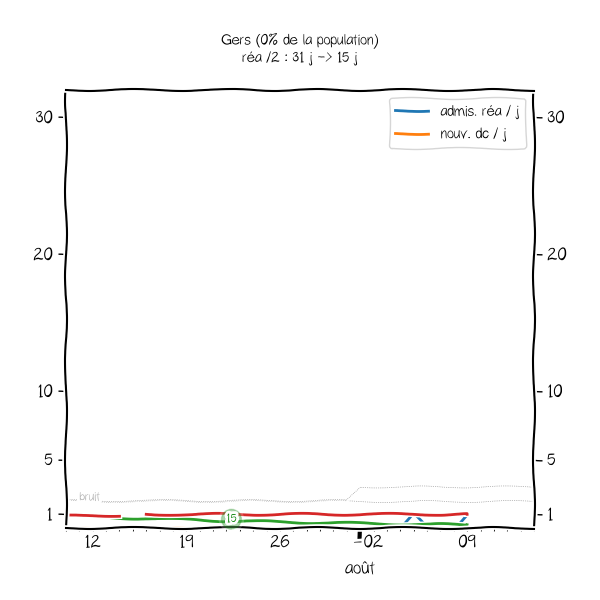 Gers (0% de la population)
réa /2 : 31 j -> 15 j
admis. réa / j
nouv. dc / j
30 30
20 20
10 10
5 5
bruit
1 15 1
12 19 26 02 09
août